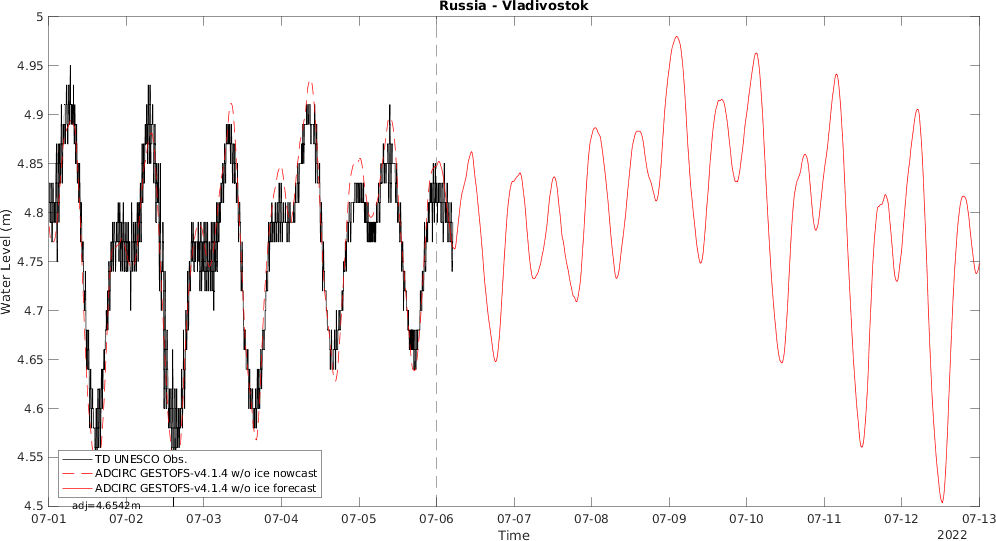 Russia - Vladivostok
5
4.95
4.9
4.85
4.8
4.75
4.7
4.65
4.6
4.55
4.5
Water Level (m)
TD UNESCO Obs.
ADCIRC GESTOFS-v4.1.4 w/o ice nowcast
ADCIRC GESTOFS-v4.1.4 w/o ice forecast
adj=4.6542m
07-01 07-02 07-03 07-04 07-05 07-06 07-07 07-08 07-09 07-10 07-11 07-12 07-13
Time
2022